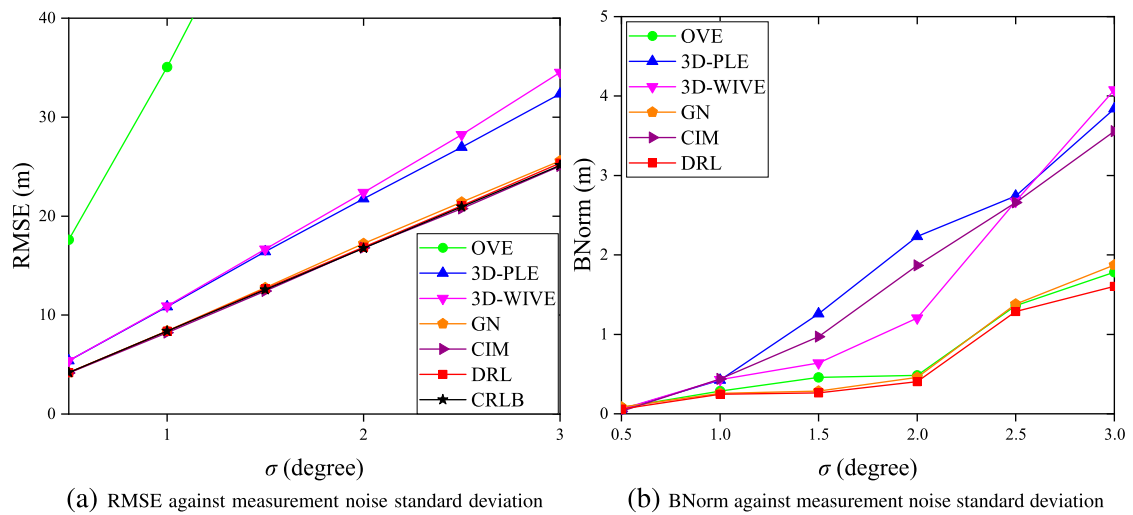 40
30
20
10
0
RMSE (m)
1
2
3
σ (degree)
OVE
3D-PLE
3D-WIVE
GN
CIM
DRL
CRLB
(a) RMSE against measurement noise standard deviation
5
4
3
2
1
0
BNorm (m)
0.5
1.0
1.5
2.0
2.5
3.0
σ (degree)
OVE
3D-PLE
3D-WIVE
GN
CIM
DRL
(b) BNorm against measurement noise standard deviation